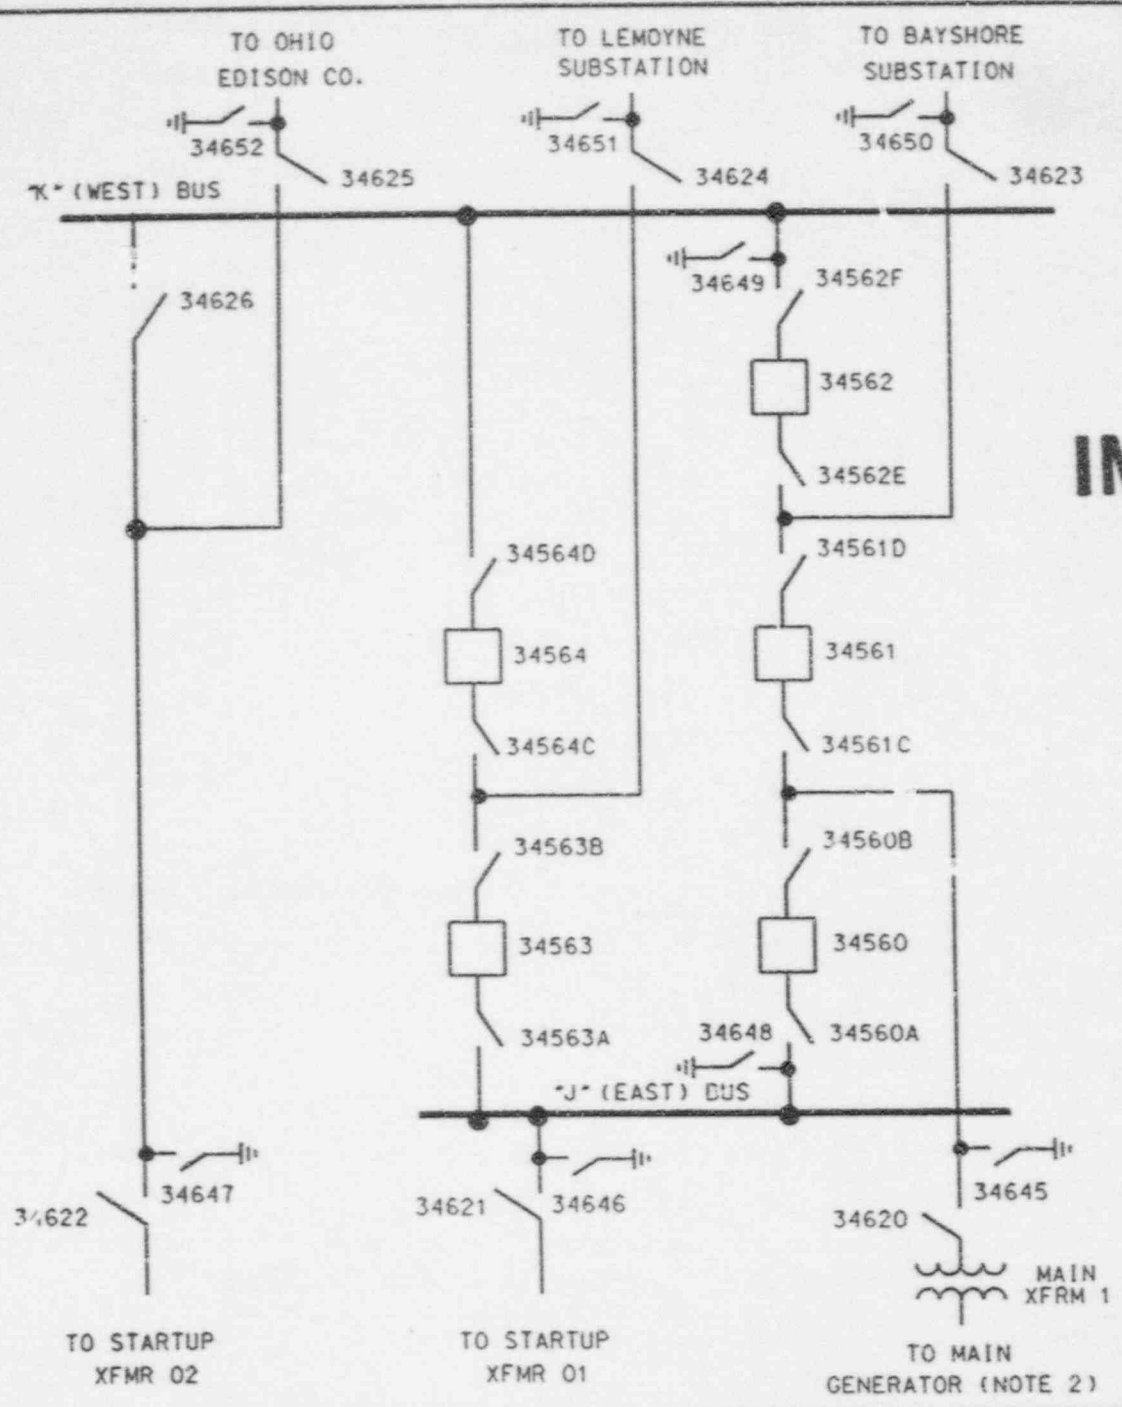 TO OHIO
EDISON CO.
TO LEMOYNE
SUBSTATION
TO BAYSHORE
SUBSTATION
34652
34625
34651
34624
34650
34623
"K" (WEST) BUS
34626
34649
34562F
34562
34562E
34564D
34561D
34564
34561
34564C
34561C
34563B
34560B
34563
34560
34563A
34648
34560A
"J" (EAST) BUS
34647
34622
34621
34646
34645
34620
MAIN
XFRM 1
TO STARTUP
XFMR 02
TO STARTUP
XFMR 01
TO MAIN
GENERATOR (NOTE 2)